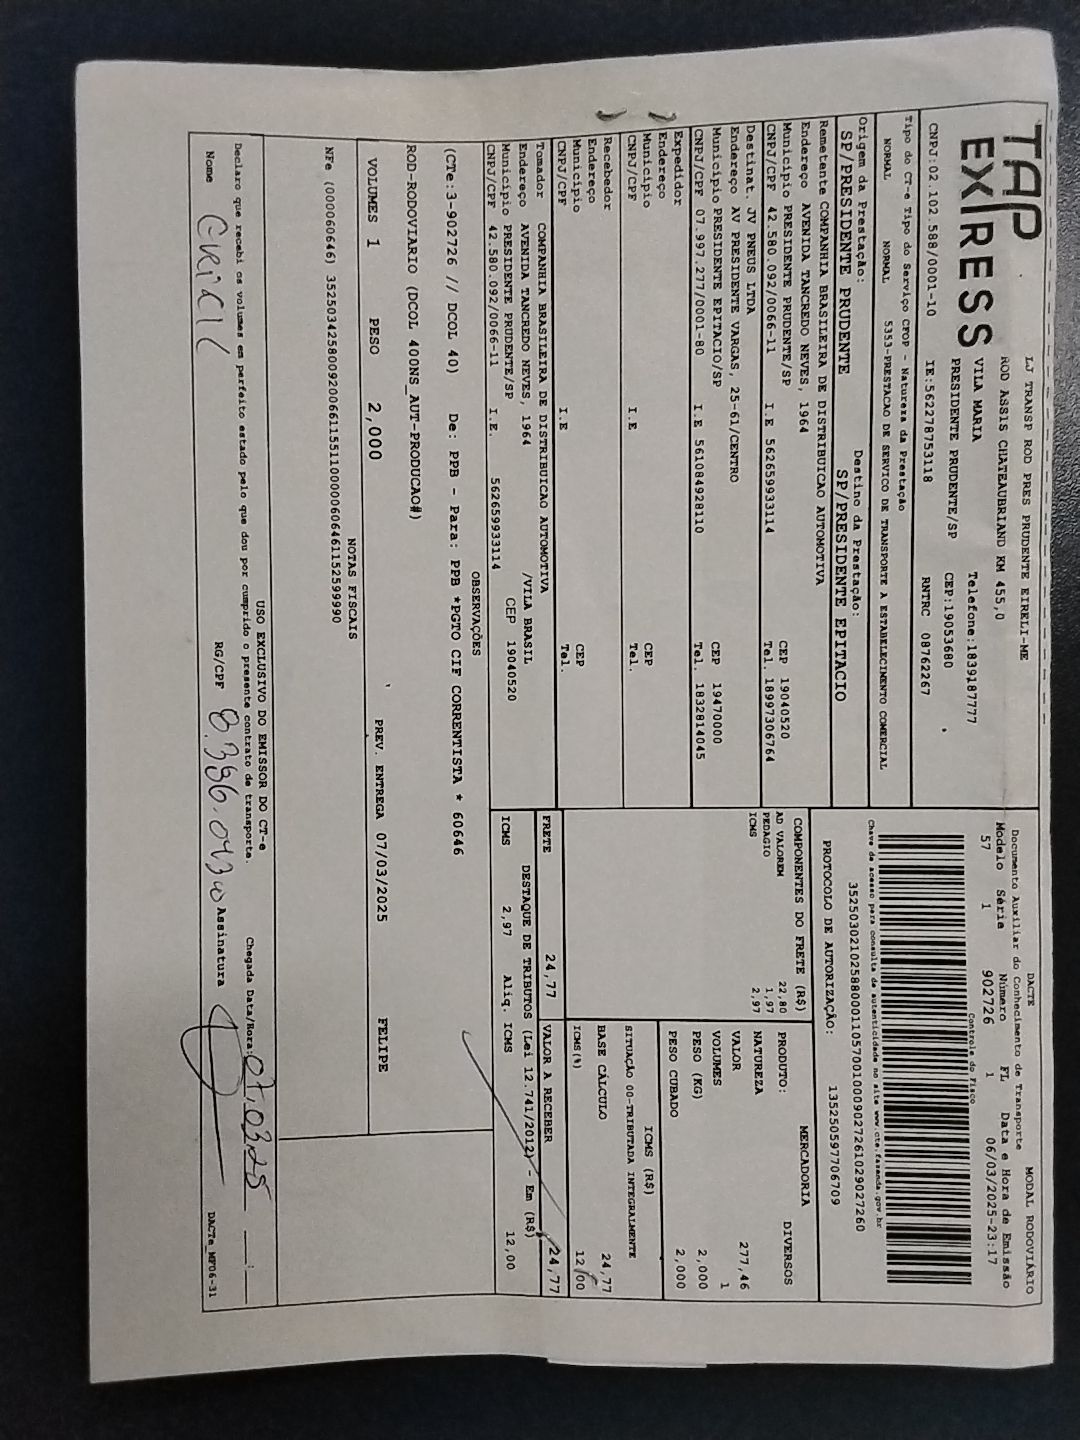 TAP
EXPRESS
LJ TRANSP ROD PRES PRUDENTE EIRELI-ME
ROD ASSIS CHATEAUBRIAND KM 455,0
VILA MARIA Telefone:1839187777
PRESIDENTE PRUDENTE/SP CEP:19053680
CNPJ:02.102.588/0001-10 IE:562278753118 RNTRC 08762267
DACTE MODAL RODOVIÁRIO
Documento Auxiliar do Conhecimento de Transporte
Modelo Série Número FL Data e Hora de Emissão
57 1 902726 1 06/03/2025-23:17
Controle do Fisco
Chave de acesso para consulta de autenticidade no site www.cte.fazenda.gov.br
35250302102588000110570010009027261029027260
PROTOCOLO DE AUTORIZAÇÃO: 135250597706709
Tipo do CT-e Tipo do Serviço CFOP - Natureza da Prestação
NORMAL NORMAL 5353-PRESTACAO DE SERVICO DE TRANSPORTE A ESTABELECIMENTO COMERCIAL
Origem da Prestação: Destino da Prestação:
SP/PRESIDENTE PRUDENTE SP/PRESIDENTE EPITACIO
Remetente COMPANHIA BRASILEIRA DE DISTRIBUICAO AUTOMOTIVA
Endereço AVENIDA TANCREDO NEVES, 1964
Município PRESIDENTE PRUDENTE/SP CEP 19040520
CNPJ/CPF 42.580.092/0066-11 I.E 562659933114 Tel. 18997306764
Destinat. JV PNEUS LTDA
Endereço AV PRESIDENTE VARGAS, 25-61/CENTRO
Município PRESIDENTE EPITACIO/SP CEP 19470000
CNPJ/CPF 07.997.277/0001-80 I.E 561084928110 Tel. 1832814045
Expedidor
Endereço
Município CEP
CNPJ/CPF I.E Tel.
Recebedor
Endereço
Município CEP
CNPJ/CPF I.E Tel.
Tomador COMPANHIA BRASILEIRA DE DISTRIBUICAO AUTOMOTIVA
Endereço AVENIDA TANCREDO NEVES, 1964 /VILA BRASIL
Município PRESIDENTE PRUDENTE/SP CEP 19040520
CNPJ/CPF 42.580.092/0066-11 I.E. 562659933114
COMPONENTES DO FRETE (R$)
AD VALOREM 22,80
PEDAGIO 1,97
ICMS 2,97
MERCADORIA
PRODUTO: DIVERSOS
NATUREZA
VALOR 277,46
VOLUMES 1
PESO (KG) 2,000
PESO CUBADO 2,000
ICMS (R$)
SITUAÇÃO 00-TRIBUTADA INTEGRALMENTE
BASE CÁLCULO 24,77
ICMS(%) 12,00
FRETE 24,77 VALOR A RECEBER 24,77
DESTAQUE DE TRIBUTOS (Lei 12.741/2012) - Em (R$)
ICMS 2,97 Aliq. ICMS 12,00
OBSERVAÇÕES
(CTe:3-902726 // DCOL 40) De: PPB - Para: PPB *PGTO CIF CORRENTISTA * 60646
ROD-RODOVIARIO (DCOL 400NS_AUT-PRODUCAO#)
VOLUMES 1 PESO 2,000 PREV. ENTREGA 07/03/2025 FELIPE
NOTAS FISCAIS
NFe (000060646) 35250342580092006611551100000606461152599990
USO EXCLUSIVO DO EMISSOR DO CT-e
Declaro que recebi os volumes em perfeito estado pelo que dou por cumprido o presente contrato de transporte. Chegada Data/Hora: 07.03.25 __:__
Nome RG/CPF Assinatura
DACTe_MP06-31